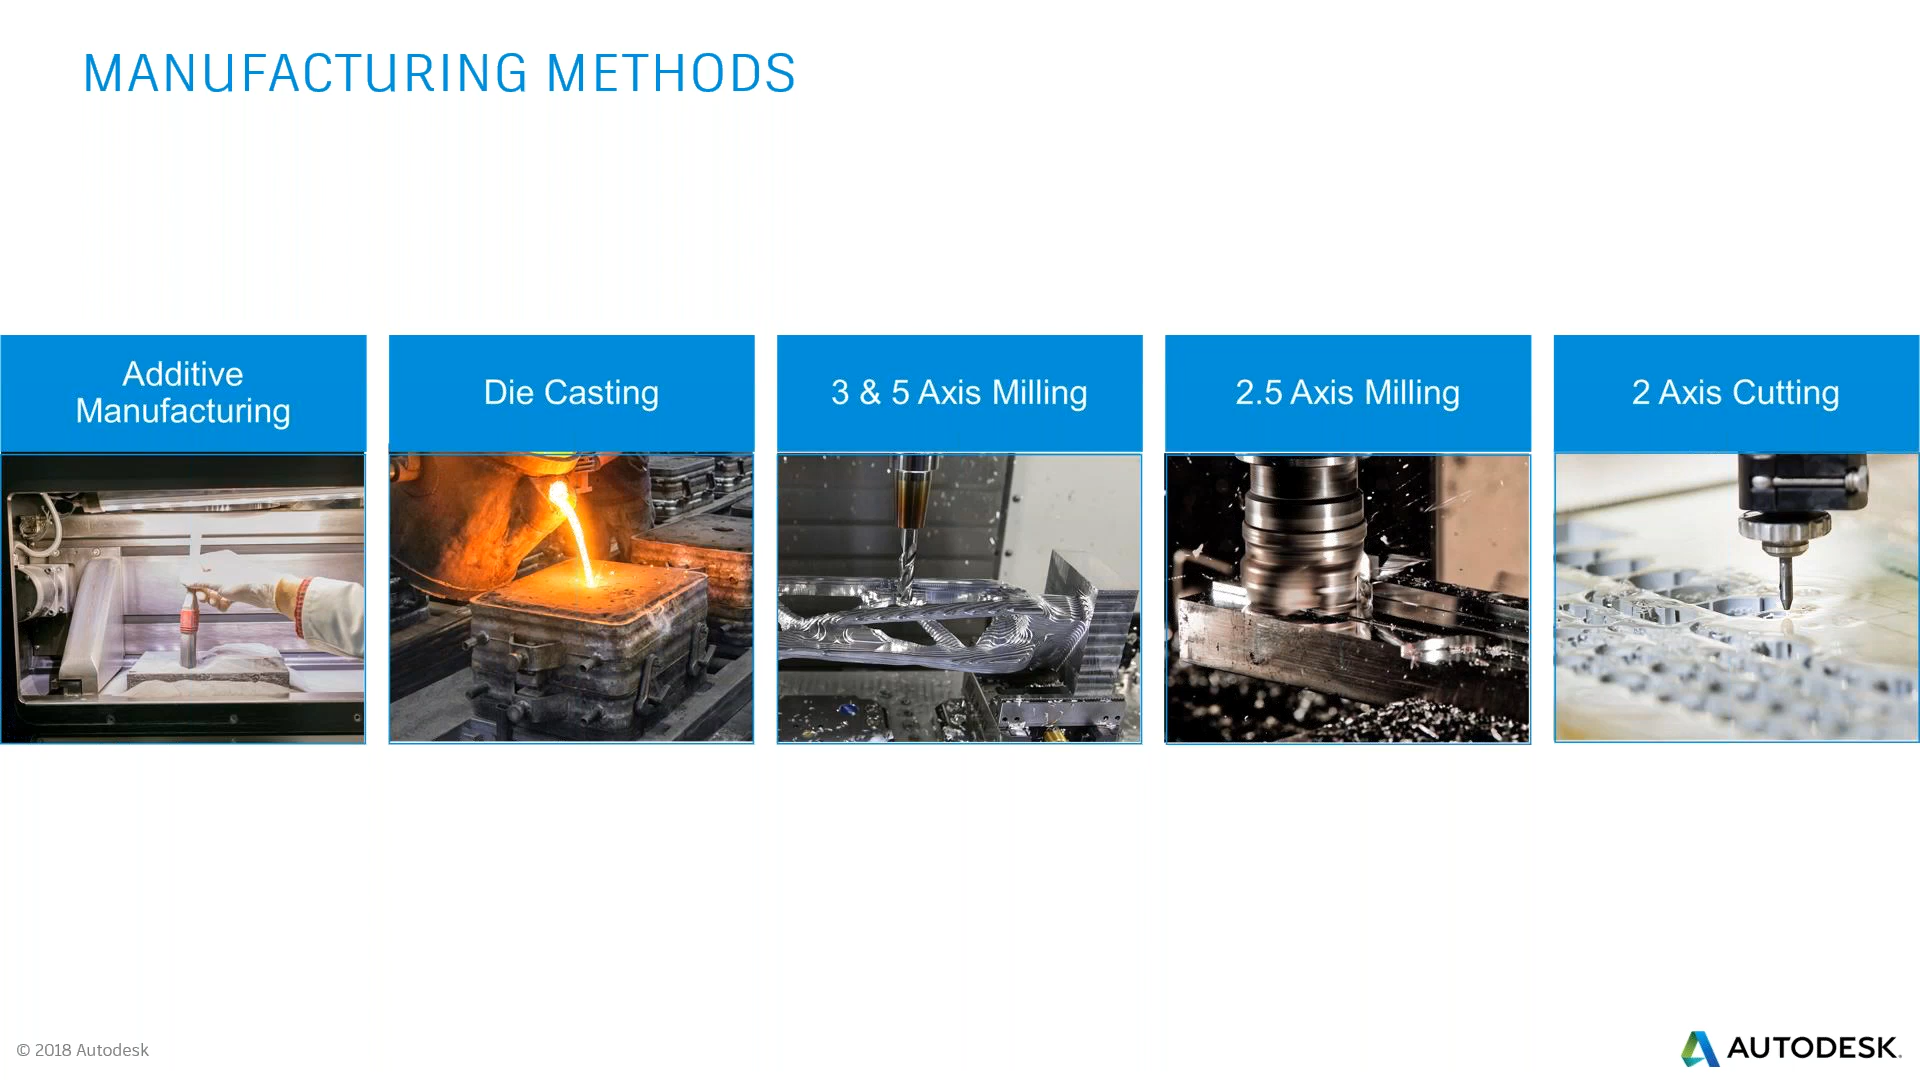 MANUFACTURING METHODS
Additive
Manufacturing
Die Casting
3 & 5 Axis Milling
2.5 Axis Milling
2 Axis Cutting
© 2018 Autodesk
AUTODESK.